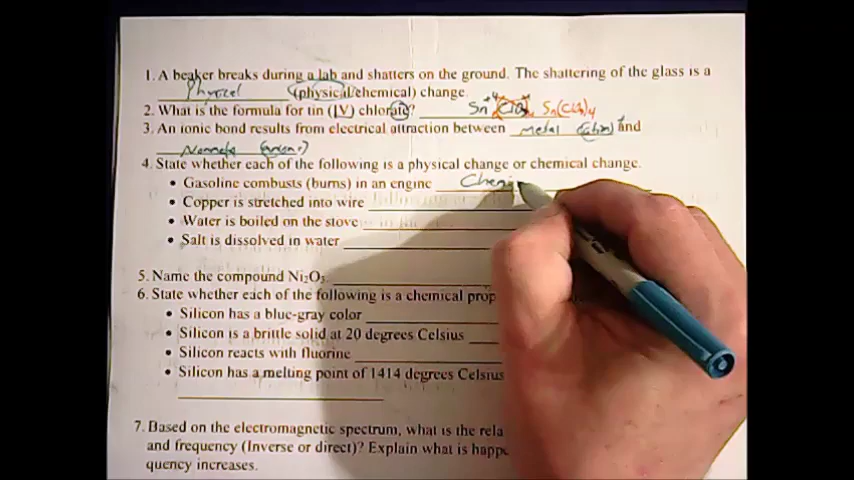 1. A beaker breaks during a lab and shatters on the ground. The shattering of the glass is a
Physical (physical/chemical) change.
2. What is the formula for tin (IV) chlorate? Sn+4 Sn(ClO3)4
3. An ionic bond results from electrical attraction between Metal (cation) and
Nonmetal (anion)
4. State whether each of the following is a physical change or chemical change.
• Gasoline combusts (burns) in an engine Chemi
• Copper is stretched into wire
• Water is boiled on the stove
• Salt is dissolved in water
5. Name the compound Ni₂O₃
6. State whether each of the following is a chemical prop
• Silicon has a blue-gray color
• Silicon is a brittle solid at 20 degrees Celsius
• Silicon reacts with fluorine
• Silicon has a melting point of 1414 degrees Celsius
7. Based on the electromagnetic spectrum, what is the rela
and frequency (Inverse or direct)? Explain what is happe
quency increases.